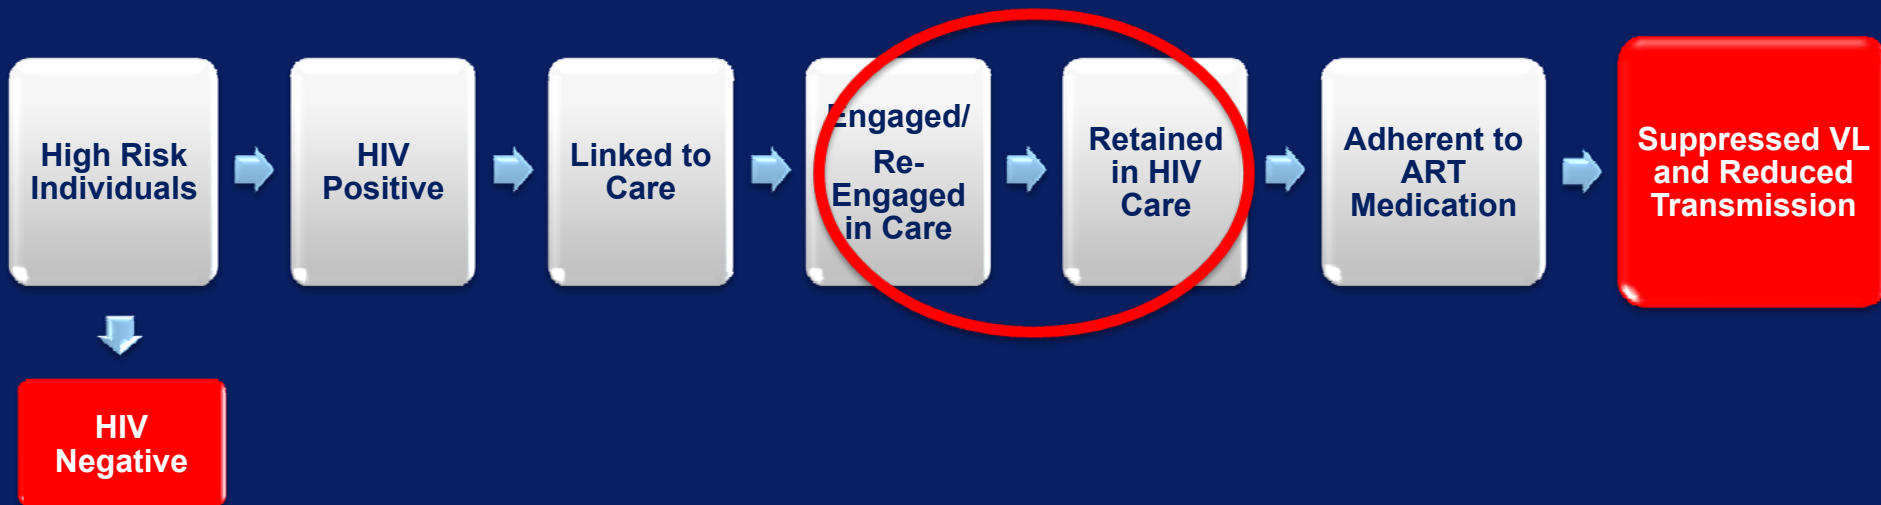 High Risk
Individuals
HIV
Positive
Linked to
Care
Engaged/
Re-
Engaged
in Care
Retained
in HIV
Care
Adherent to
ART
Medication
Suppressed VL
and Reduced
Transmission
HIV
Negative